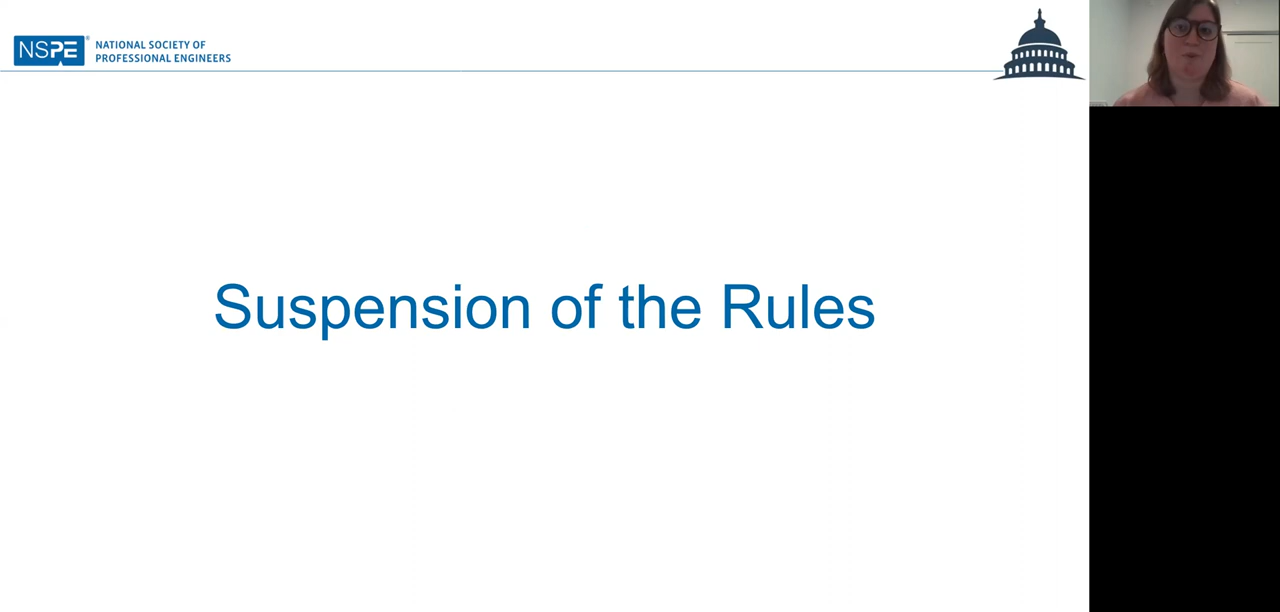 NSPE®
NATIONAL SOCIETY OF
PROFESSIONAL ENGINEERS
Suspension of the Rules